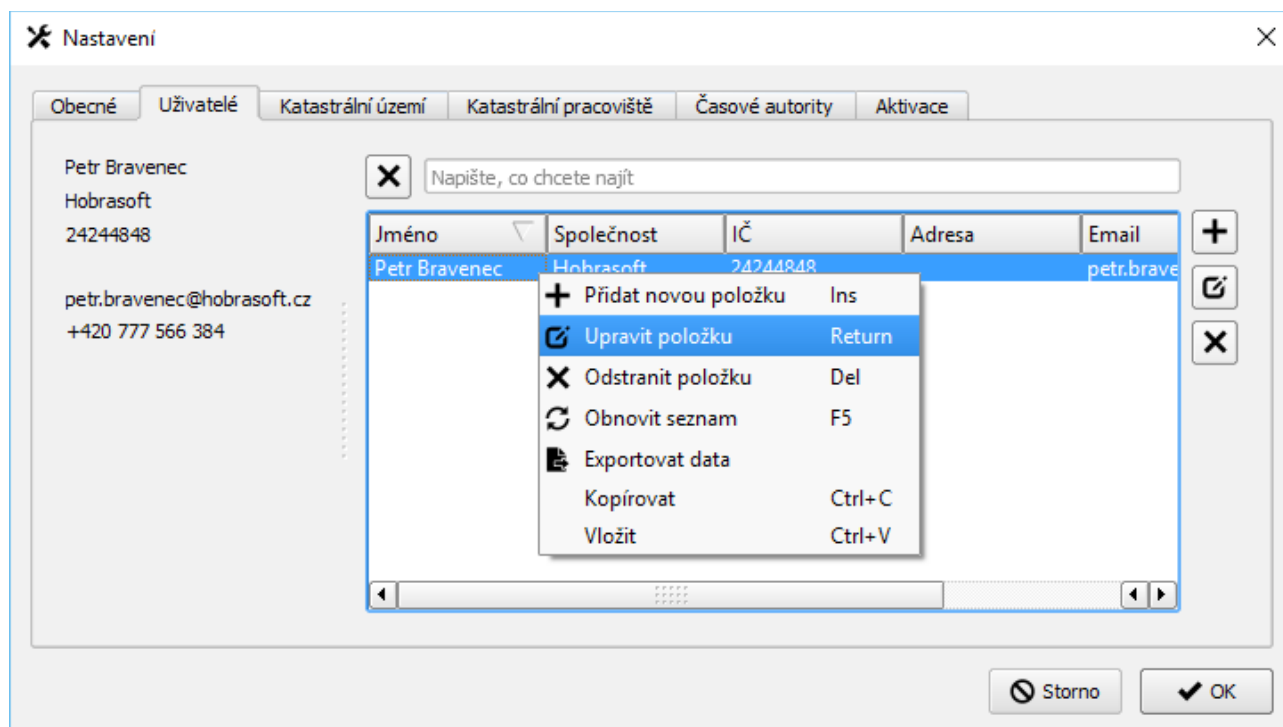 Nastavení
Obecné Uživatelé Katastrální území Katastrální pracoviště Časové autority Aktivace
Petr Bravenec
Hobrasoft
24244848
petr.bravenec@hobrasoft.cz
+420 777 566 384
Napište, co chcete najít
Jméno Společnost IČ Adresa Email
Petr Bravenec Hobrasoft 24244848 petr.brave
Přidat novou položku Ins
Upravit položku Return
Odstranit položku Del
Obnovit seznam F5
Exportovat data
Kopírovat Ctrl+C
Vložit Ctrl+V
Storno OK